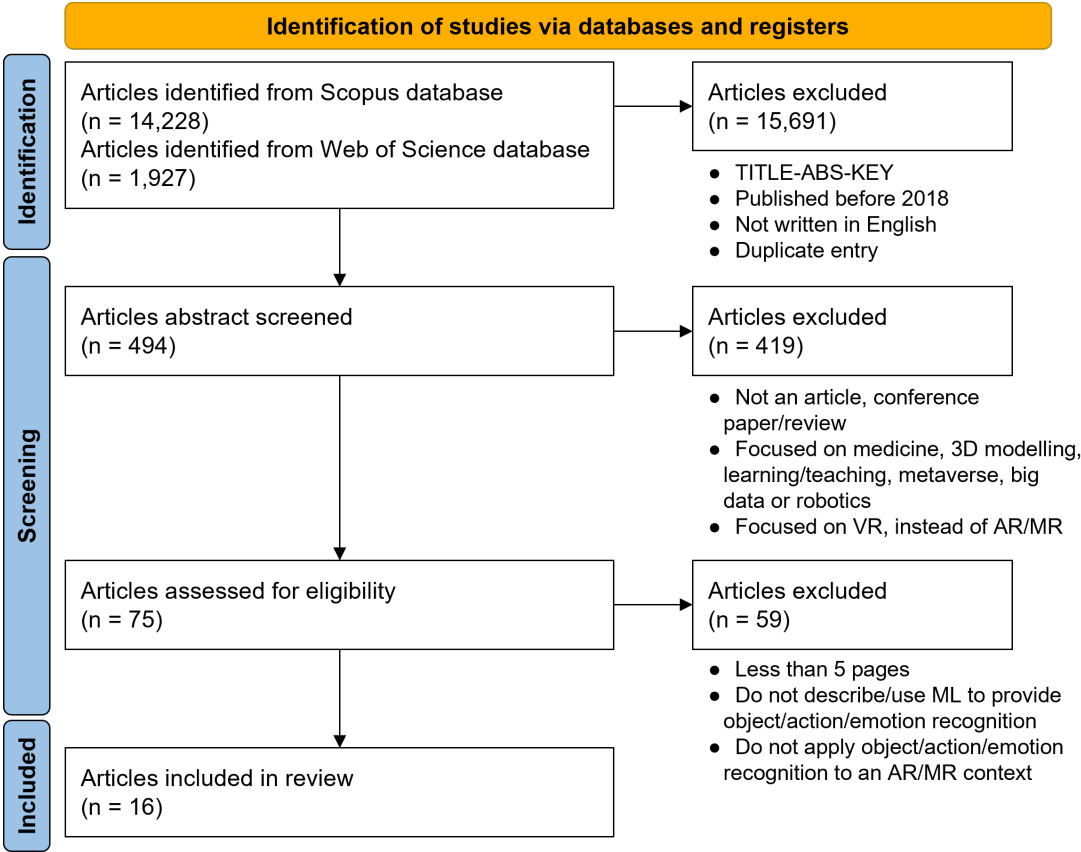 Identification of studies via databases and registers
Identification
Articles identified from Scopus database
(n = 14,228)
Articles identified from Web of Science database
(n = 1,927)
Articles excluded
(n = 15,691)
● TITLE-ABS-KEY
● Published before 2018
● Not written in English
● Duplicate entry
Screening
Articles abstract screened
(n = 494)
Articles excluded
(n = 419)
● Not an article, conference
paper/review
● Focused on medicine, 3D modelling,
learning/teaching, metaverse, big
data or robotics
● Focused on VR, instead of AR/MR
Articles assessed for eligibility
(n = 75)
Articles excluded
(n = 59)
● Less than 5 pages
● Do not describe/use ML to provide
object/action/emotion recognition
● Do not apply object/action/emotion
recognition to an AR/MR context
Included
Articles included in review
(n = 16)